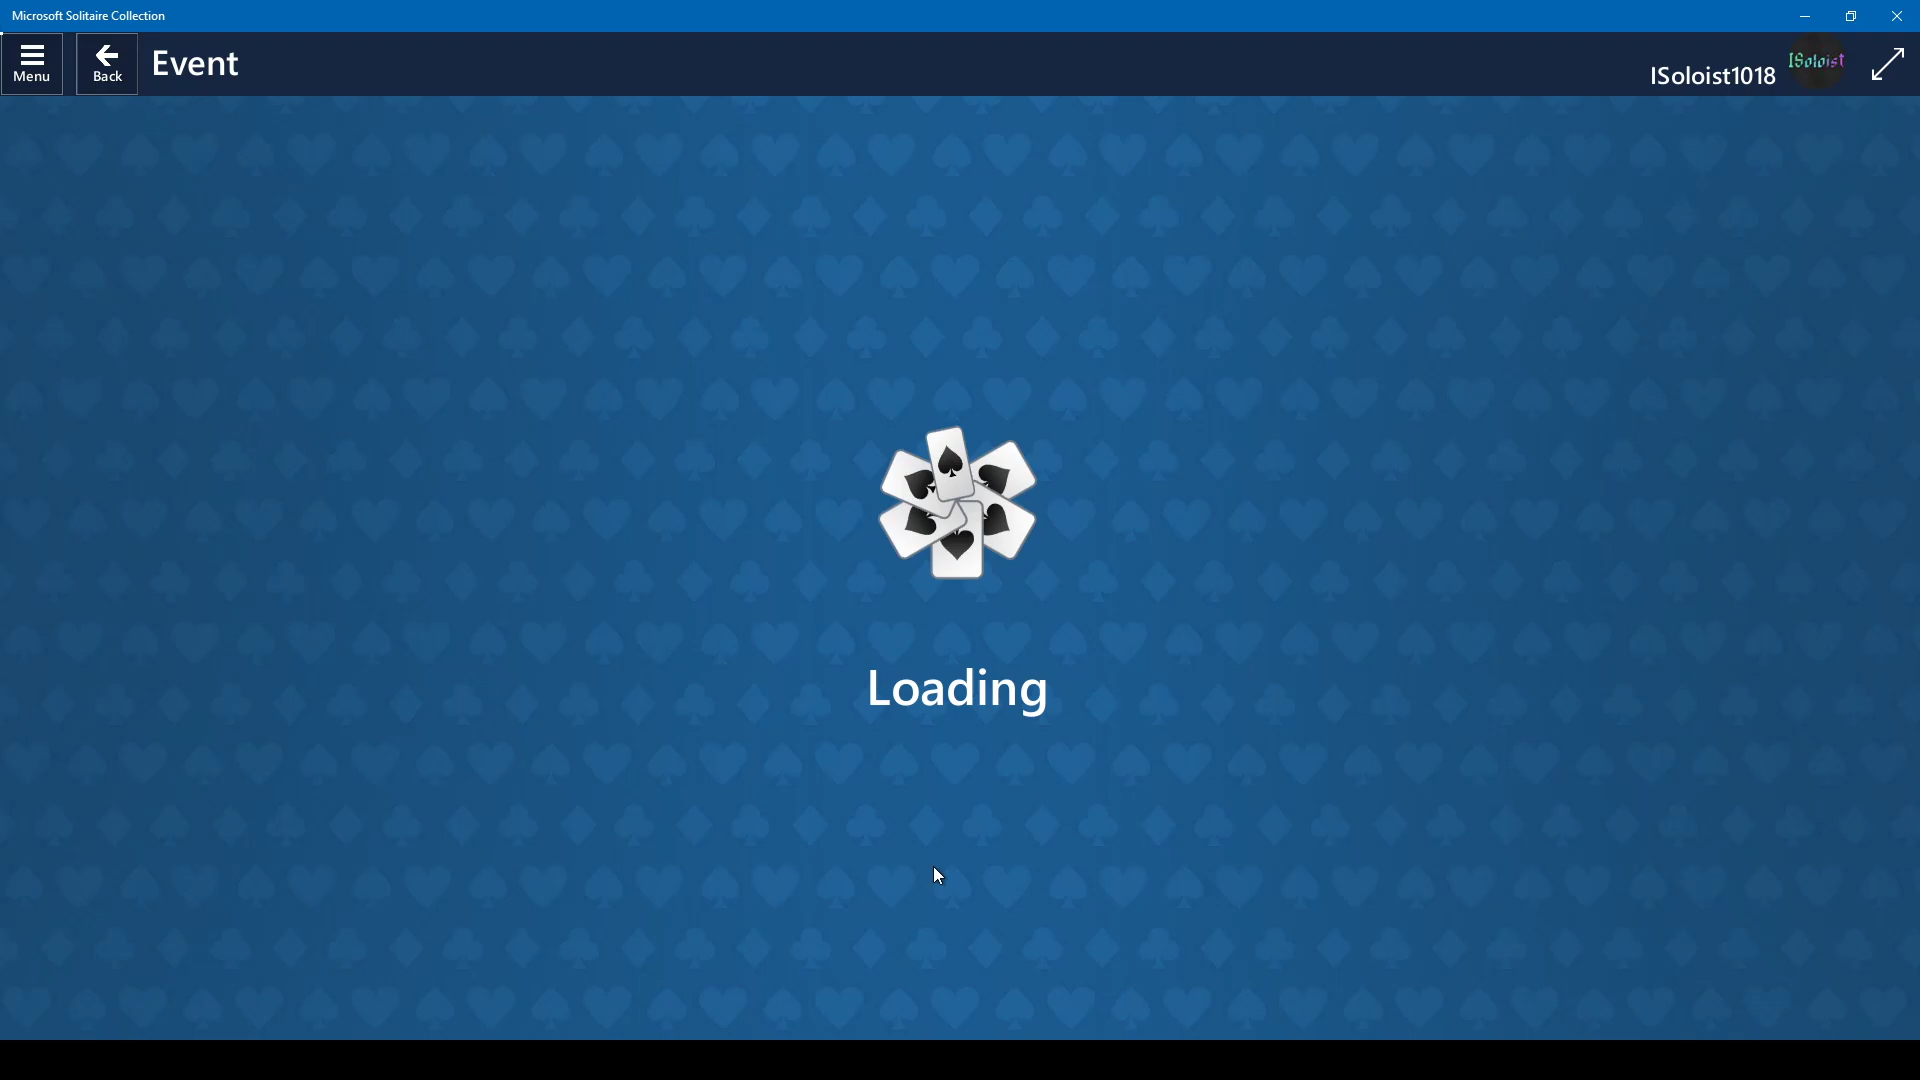 Microsoft Solitaire Collection
Menu
Back
Event
ISoloist1018
ISoloist
Loading